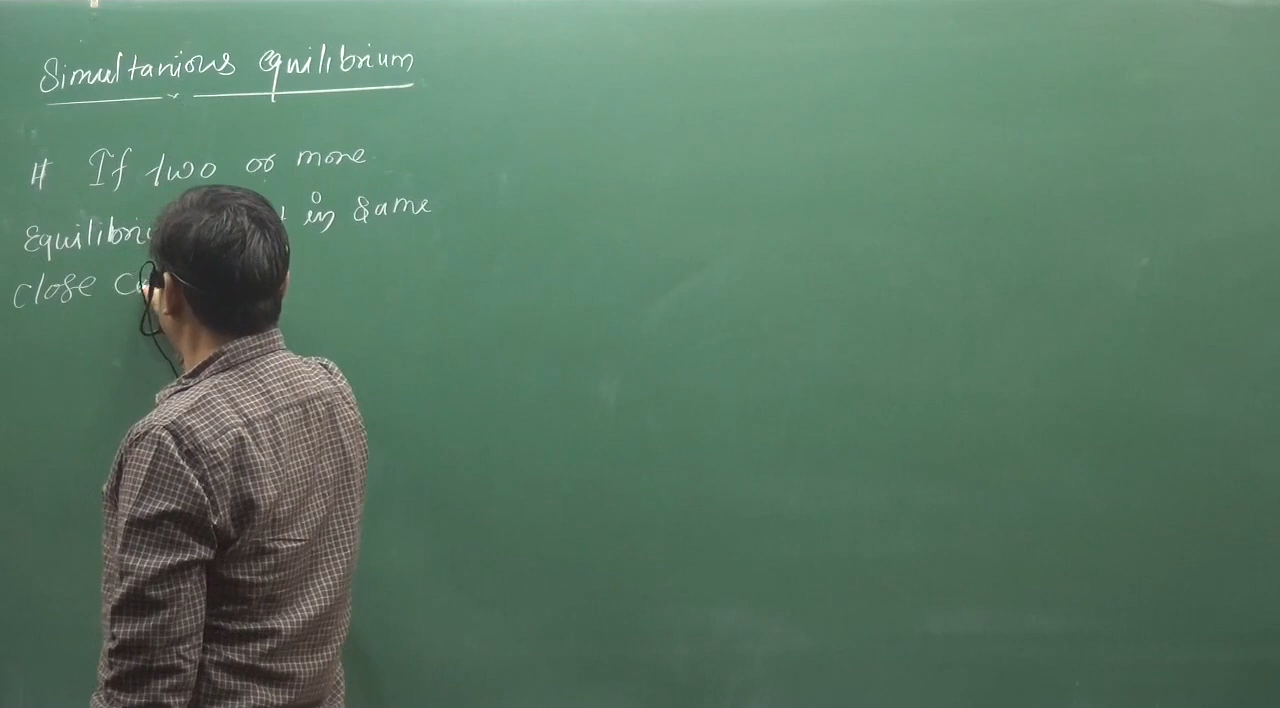 Simultanious equilibrium
# If two or more
Equilibri in same
close